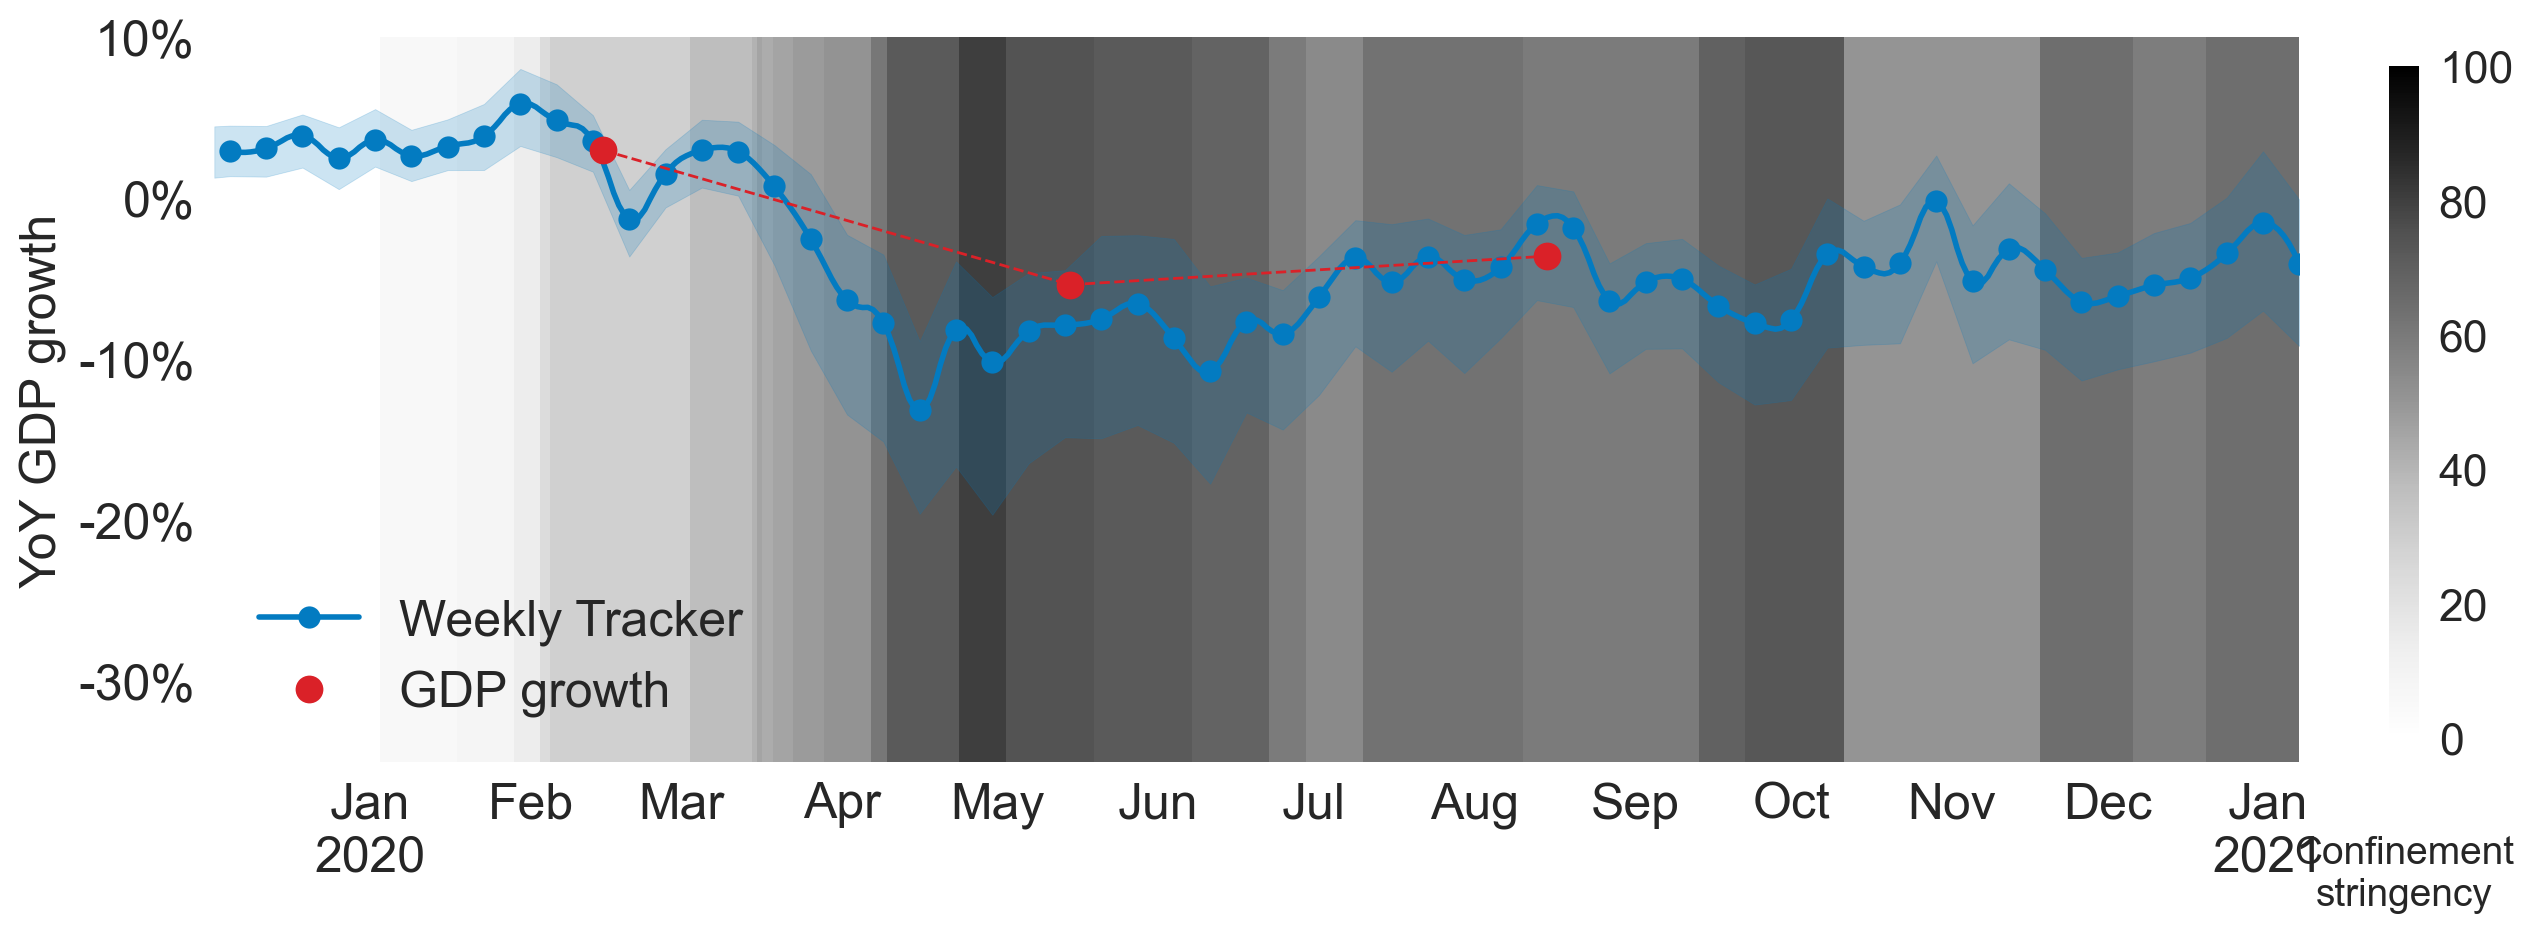 10%
0%
-10%
-20%
-30%
YoY GDP growth
Weekly Tracker
GDP growth
Jan
2020
Feb
Mar
Apr
May
Jun
Jul
Aug
Sep
Oct
Nov
Dec
Jan
2021
100
80
60
40
20
0
Confinement
stringency